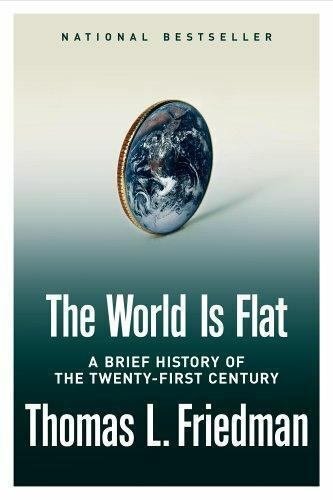 NATIONAL BESTSELLER
The World Is Flat
A BRIEF HISTORY OF
THE TWENTY-FIRST CENTURY
Thomas L. Friedman